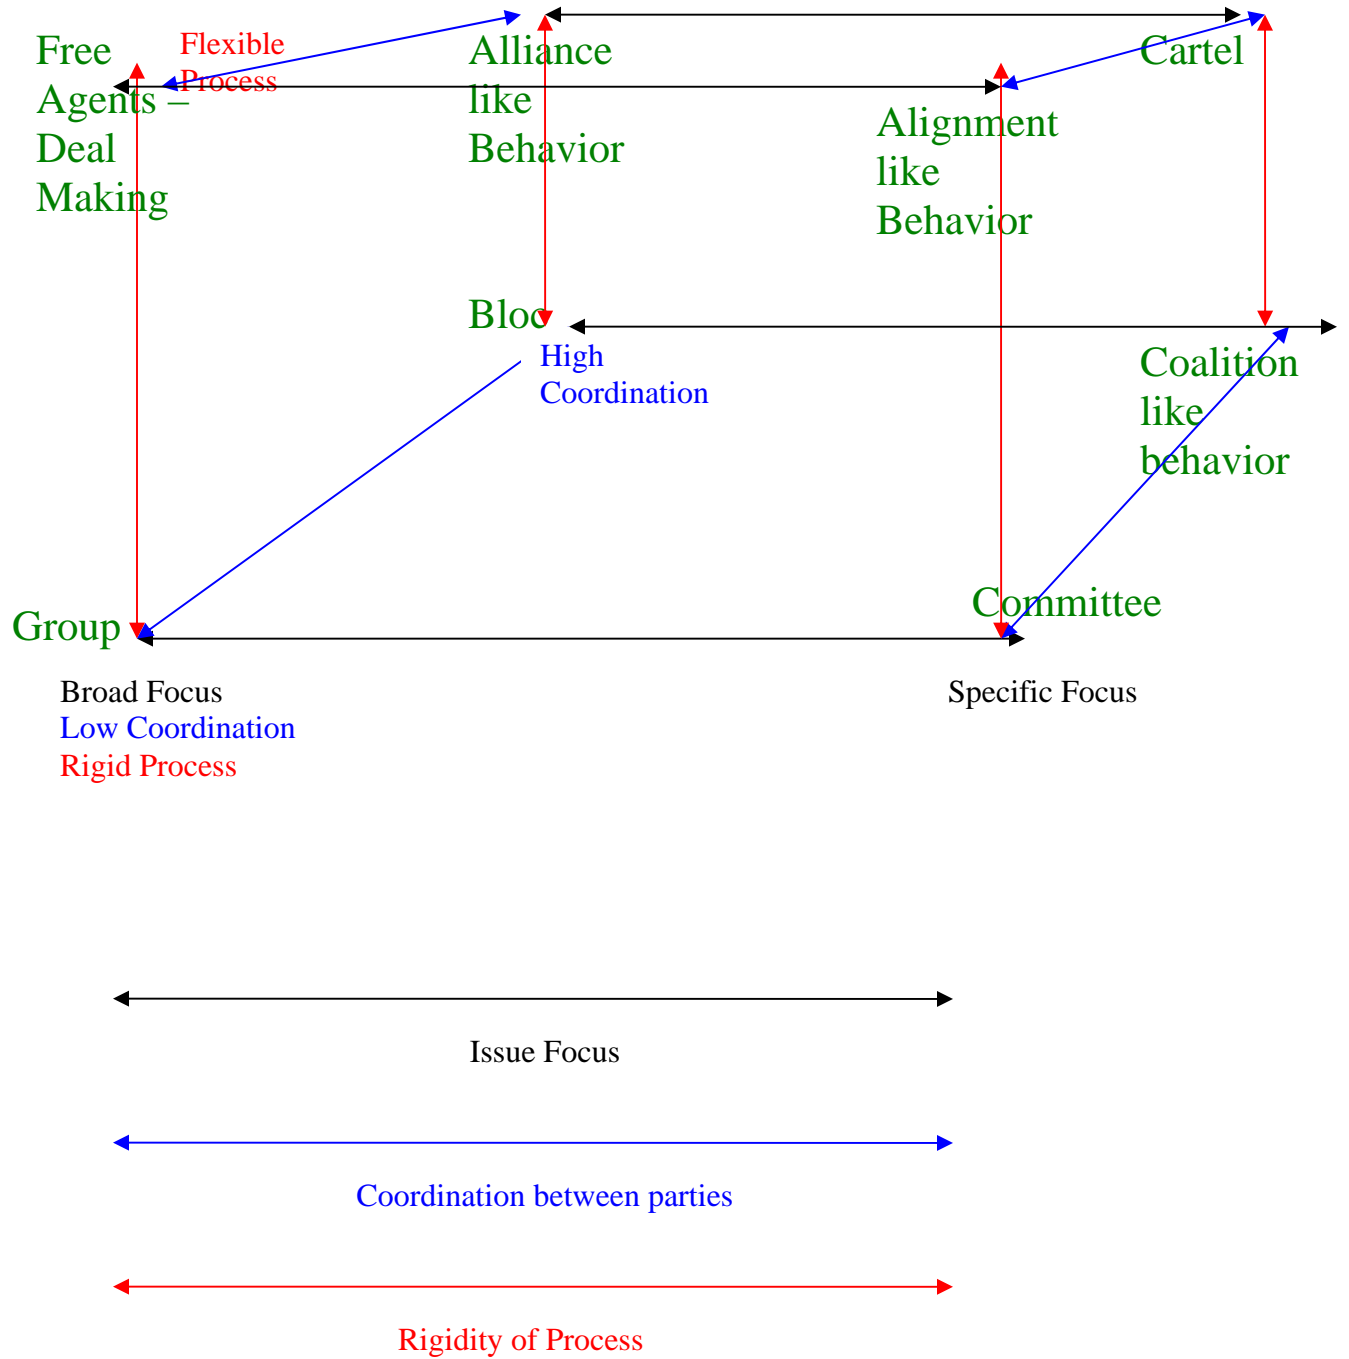 Free
Agents –
Deal
Making
Flexible
Process
Alliance
like
Behavior
Cartel
Alignment
like
Behavior
Bloc
High
Coordination
Coalition
like
behavior
Group
Committee
Broad Focus
Low Coordination
Rigid Process
Specific Focus
Issue Focus
Coordination between parties
Rigidity of Process